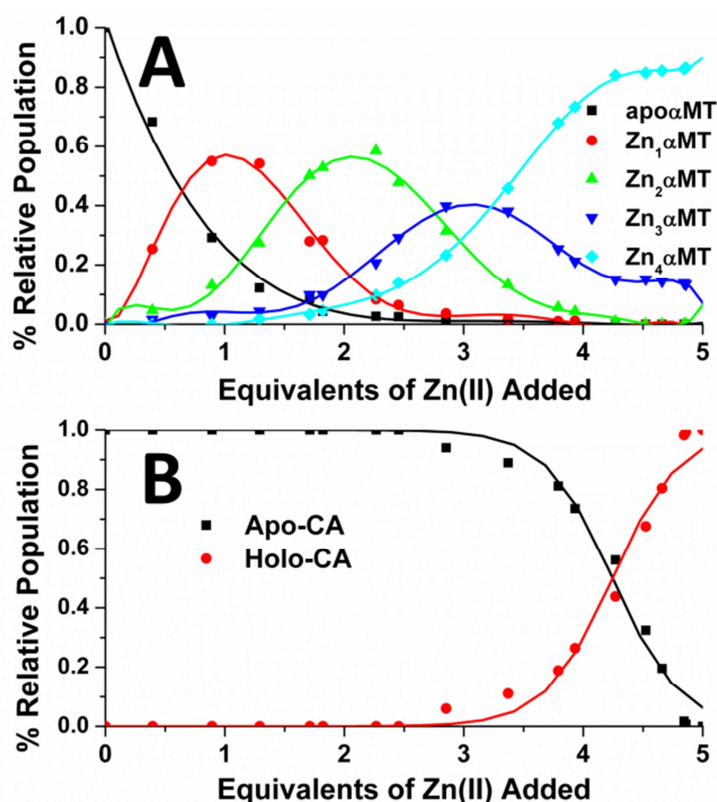 A
1.0
0.8
0.6
0.4
0.2
0.0
% Relative Population
apoαMT
Zn1αMT
Zn2αMT
Zn3αMT
Zn4αMT
0 1 2 3 4 5
Equivalents of Zn(II) Added
B
1.0
0.8
0.6
0.4
0.2
0.0
% Relative Population
Apo-CA
Holo-CA
0 1 2 3 4 5
Equivalents of Zn(II) Added